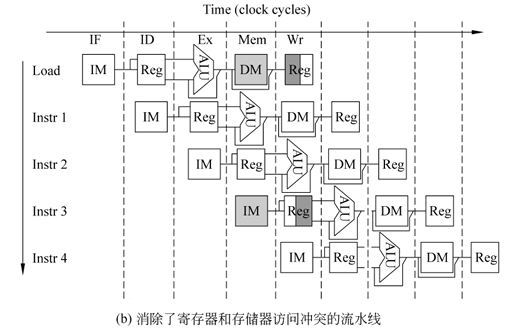 Time (clock cycles)
IF ID Ex Mem Wr
Load IM Reg ALU DM Reg
Instr 1 IM Reg ALU DM Reg
Instr 2 IM Reg ALU DM Reg
Instr 3 IM Reg ALU DM Reg
Instr 4 IM Reg ALU DM Reg
(b) 消除了寄存器和存储器访问冲突的流水线